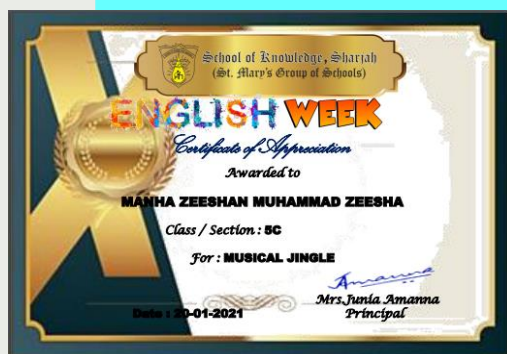 School of Knowledge, Sharjah
(St. Mary's Group of Schools)
ENGLISH WEEK
Certificate of Appreciation
Awarded to
MANHA ZEESHAN MUHAMMAD ZEESHA
Class / Section : 5C
For : MUSICAL JINGLE
Amanna
Mrs.Junia Amanna
Principal
Date : 20-01-2021